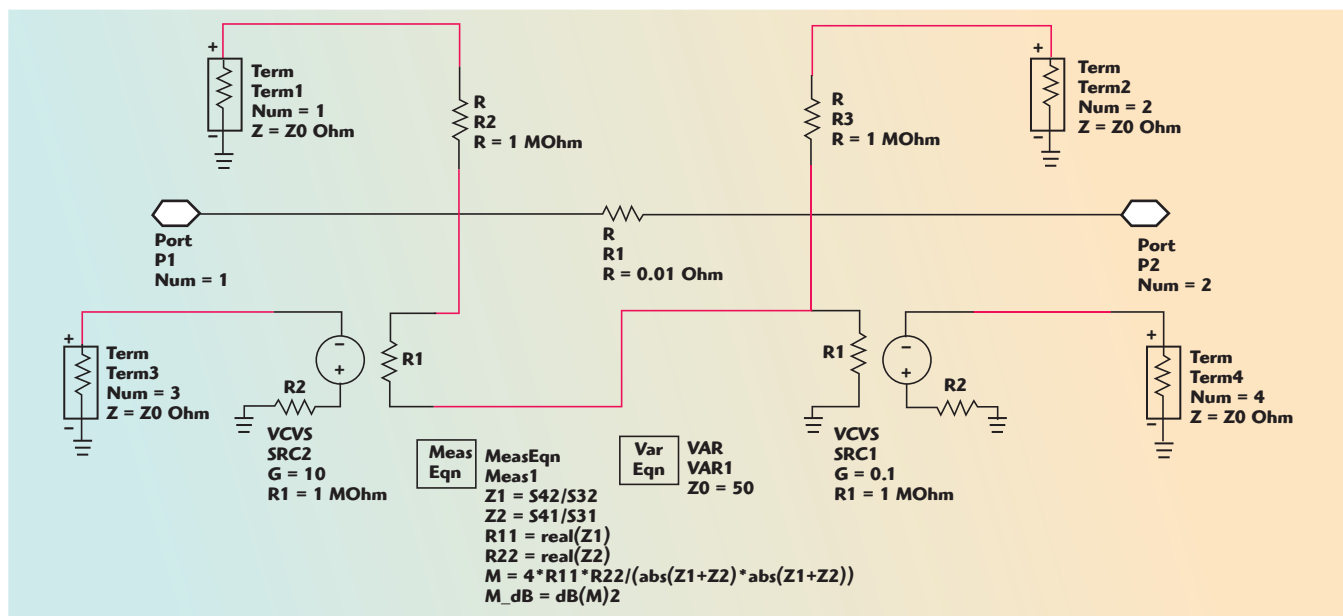 +
Term
Term1
Num = 1
Z = Z0 Ohm
–
R
R2
R = 1 MOhm
R
R3
R = 1 MOhm
+
Term
Term2
Num = 2
Z = Z0 Ohm
–
Port
P1
Num = 1
R
R1
R = 0.01 Ohm
Port
P2
Num = 2
+
Term
Term3
Num = 3
Z = Z0 Ohm
–
–
+
R2
R1
VCVS
SRC2
G = 10
R1 = 1 MOhm
Meas
Eqn
MeasEqn
Meas1
Z1 = S42/S32
Z2 = S41/S31
R11 = real(Z1)
R22 = real(Z2)
M = 4*R11*R22/(abs(Z1+Z2)*abs(Z1+Z2))
M_dB = dB(M)2
Var
Eqn
VAR
VAR1
Z0 = 50
R1
–
+
R2
VCVS
SRC1
G = 0.1
R1 = 1 MOhm
+
Term
Term4
Num = 4
Z = Z0 Ohm
–